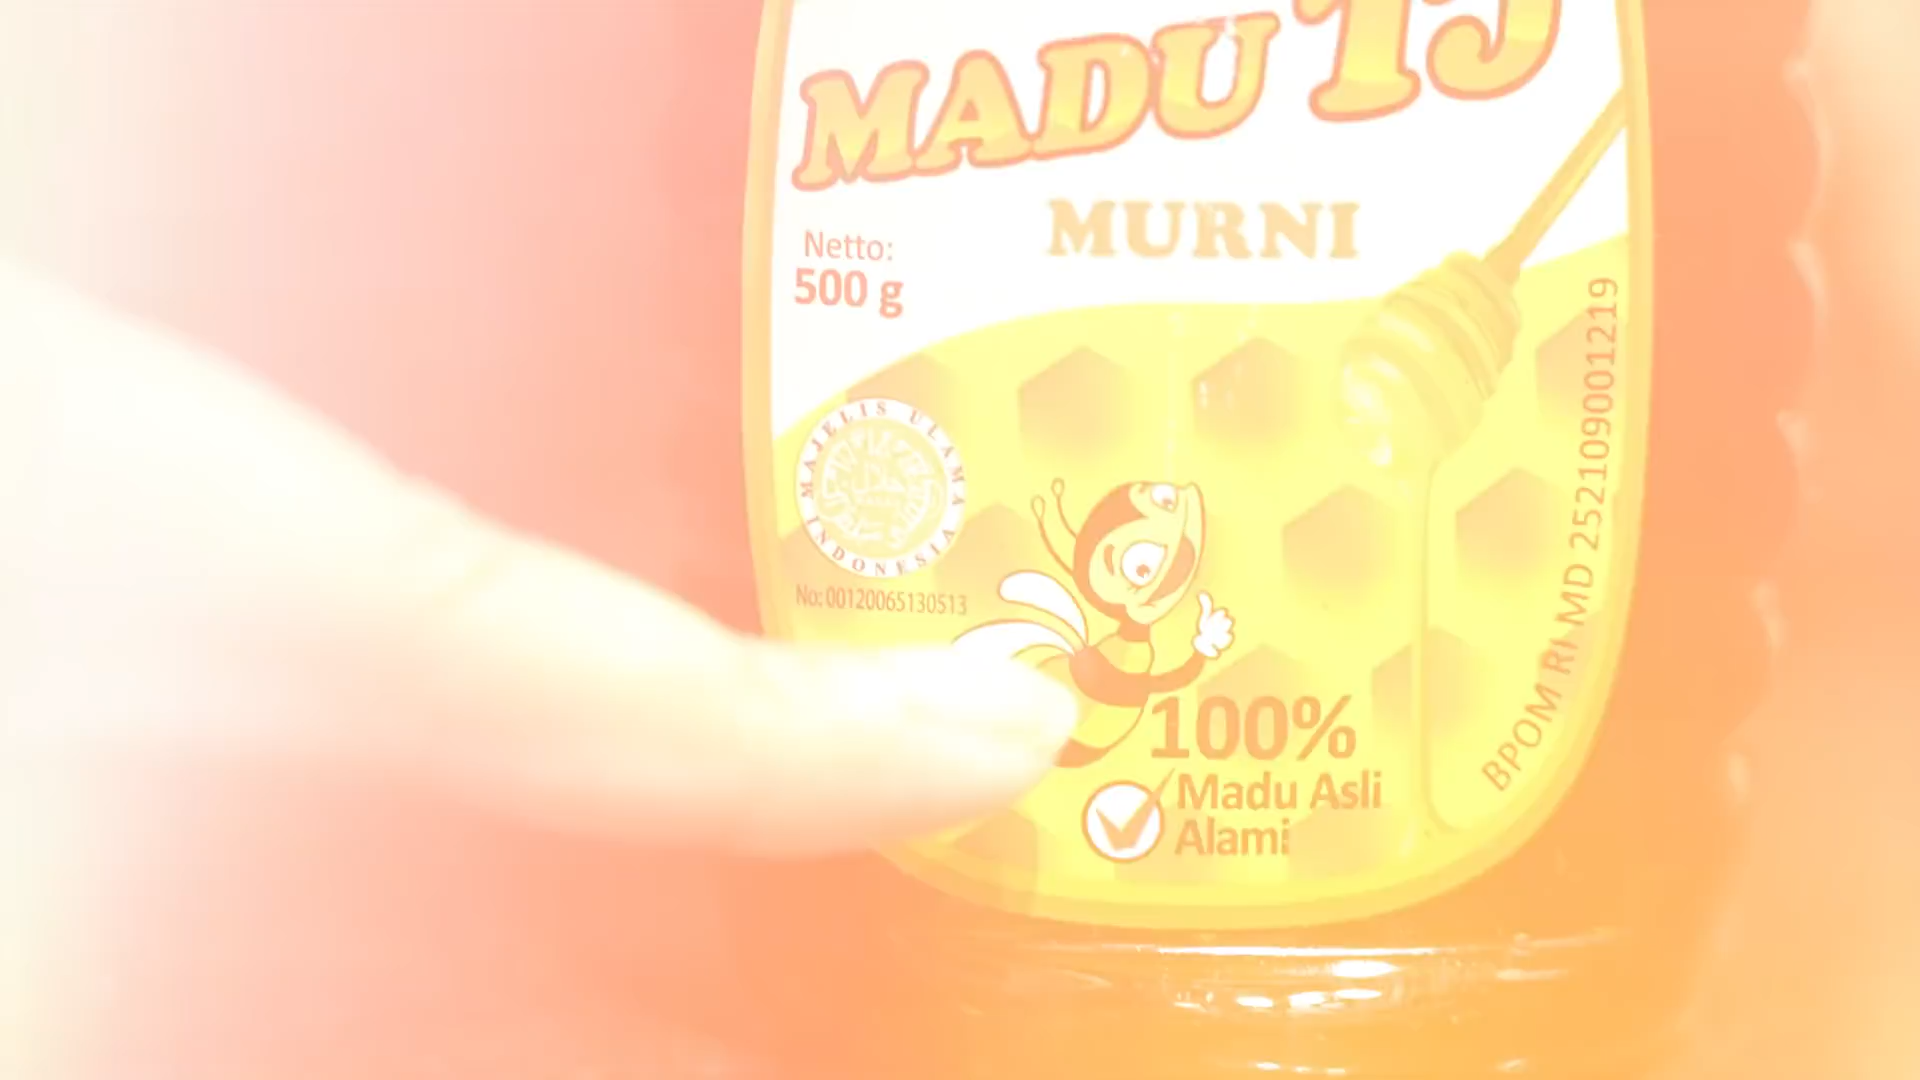 MADU TJ
MURNI
Netto:
500 g
MAJELIS ULAMA INDONESIA
No: 00120065130513
100%
Madu Asli
Alami
BPOM RI MD 252109001219